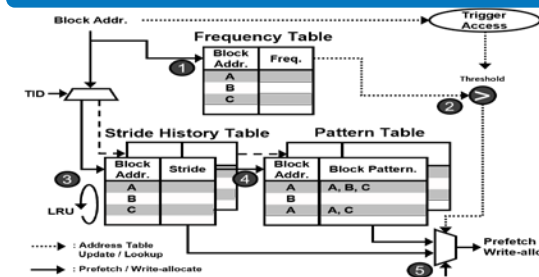 Block Addr.
Trigger
Access
Frequency Table
Block
Addr.
Freq.
1
A
B
C
TID
Threshold
2
>
Stride History Table
Pattern Table
3
Block
Addr.
Stride
4
Block
Addr.
Block Pattern.
A
B
C
A
A, B, C
B
A
A, C
LRU
: Address Table
Update / Lookup
: Prefetch / Write-allocate
5
Prefetch